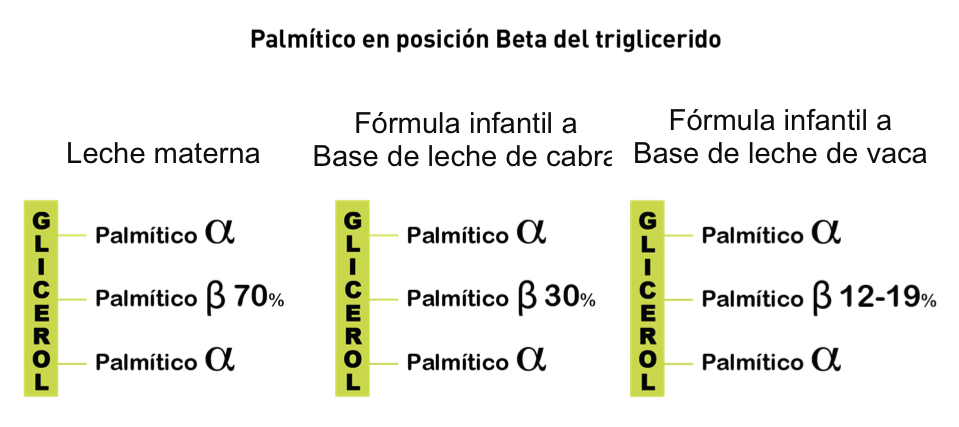 Palmítico en posición Beta del triglicerido
Leche materna
GLICEROL
Palmítico α
Palmítico β 70%
Palmítico α
Fórmula infantil a
Base de leche de cabra
GLICEROL
Palmítico α
Palmítico β 30%
Palmítico α
Fórmula infantil a
Base de leche de vaca
GLICEROL
Palmítico α
Palmítico β 12-19%
Palmítico α